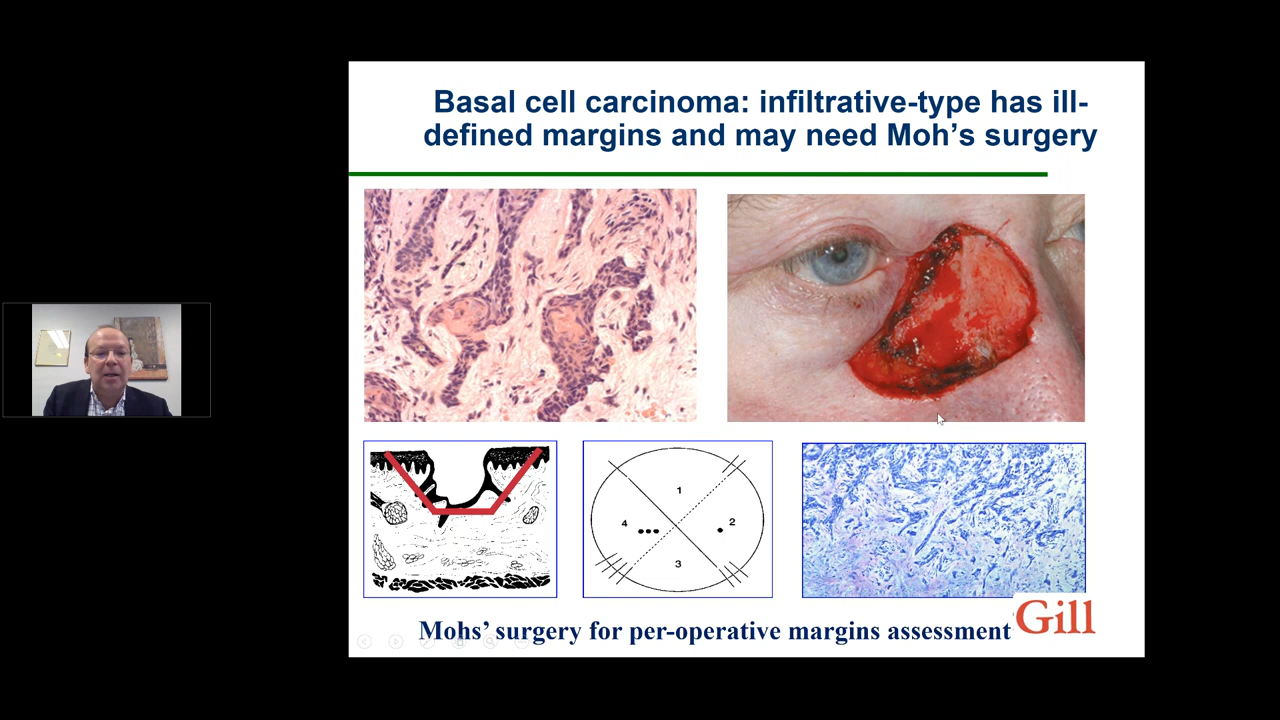 Basal cell carcinoma: infiltrative-type has ill-
defined margins and may need Moh's surgery
1
4
2
3
Mohs' surgery for per-operative margins assessment
Gill